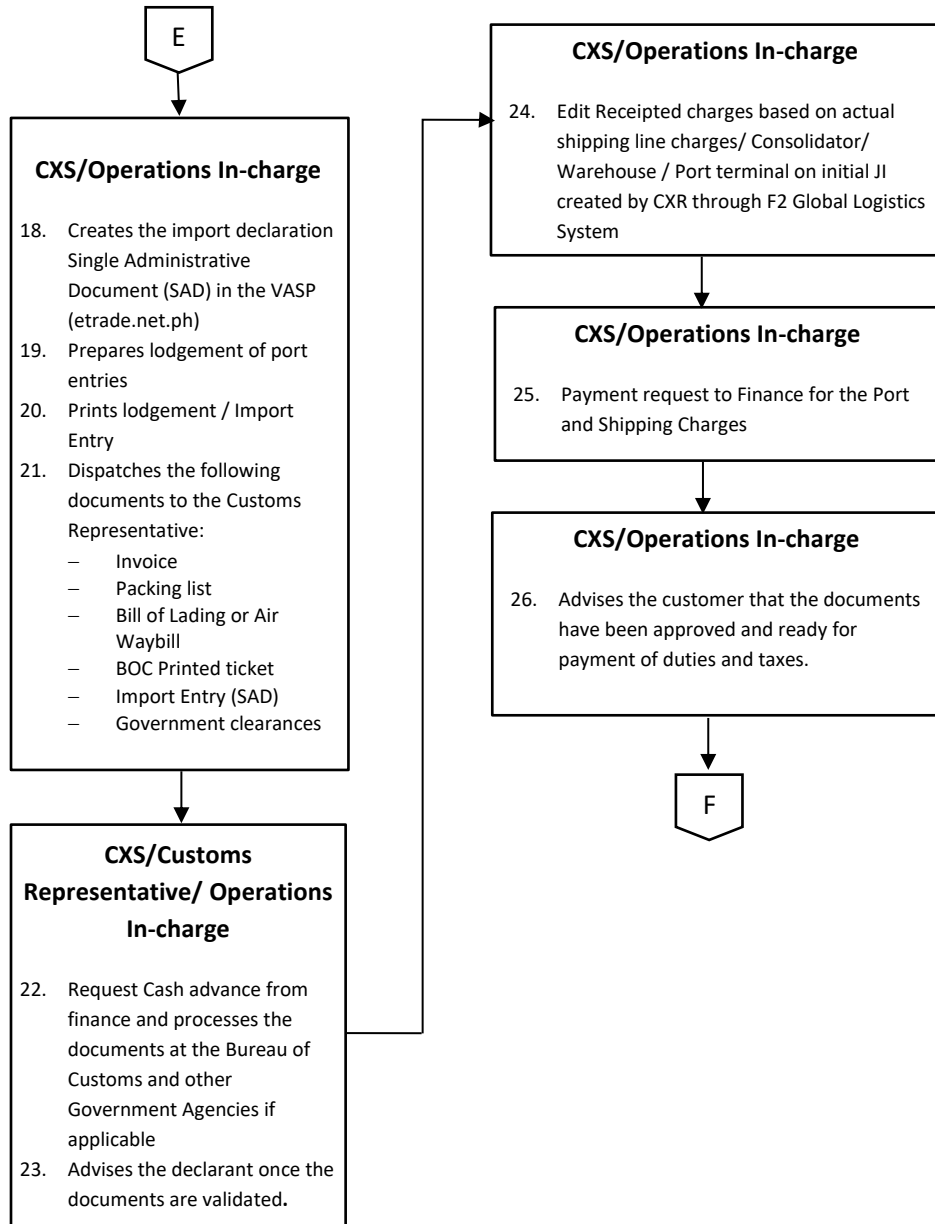 E
CXS/Operations In-charge
18. Creates the import declaration
Single Administrative
Document (SAD) in the VASP
(etrade.net.ph)
19. Prepares lodgement of port
entries
20. Prints lodgement / Import
Entry
21. Dispatches the following
documents to the Customs
Representative:
– Invoice
– Packing list
– Bill of Lading or Air
Waybill
– BOC Printed ticket
– Import Entry (SAD)
– Government clearances
CXS/Customs
Representative/ Operations
In-charge
22. Request Cash advance from
finance and processes the
documents at the Bureau of
Customs and other
Government Agencies if
applicable
23. Advises the declarant once the
documents are validated.
CXS/Operations In-charge
24. Edit Receipted charges based on actual
shipping line charges/ Consolidator/
Warehouse / Port terminal on initial JI
created by CXR through F2 Global Logistics
System
CXS/Operations In-charge
25. Payment request to Finance for the Port
and Shipping Charges
CXS/Operations In-charge
26. Advises the customer that the documents
have been approved and ready for
payment of duties and taxes.
F